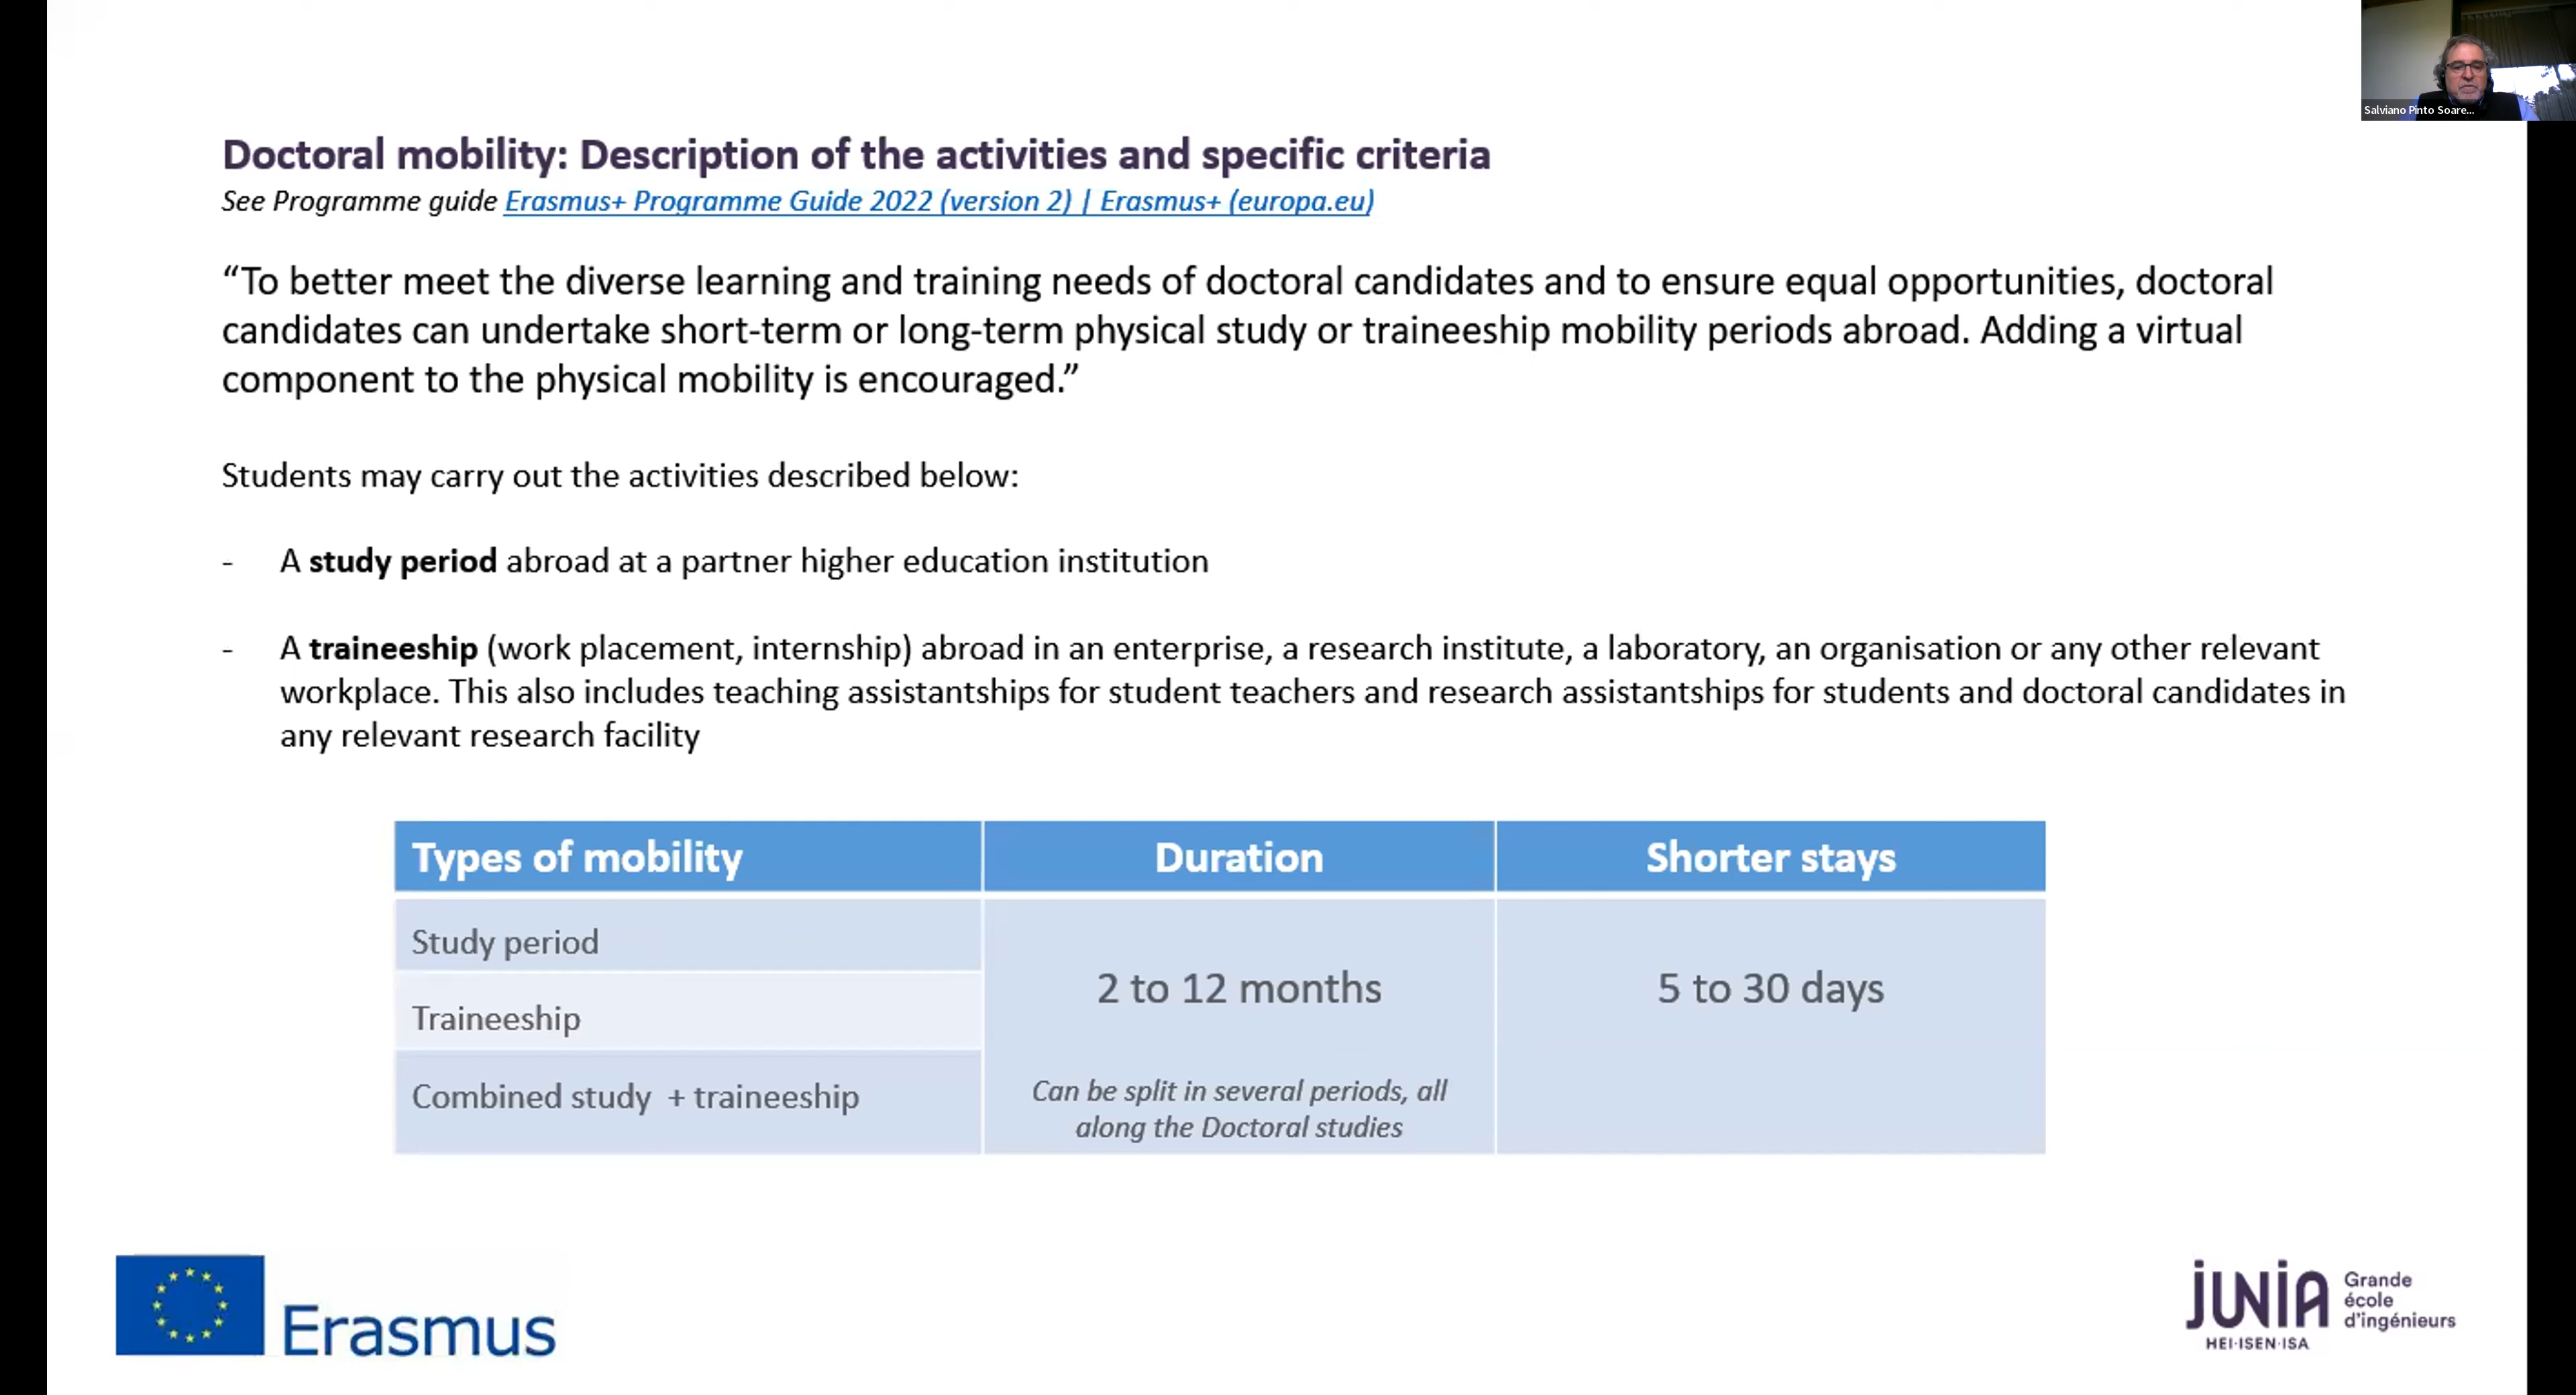 Salviano Pinto Soare...
Doctoral mobility: Description of the activities and specific criteria
See Programme guide Erasmus+ Programme Guide 2022 (version 2) | Erasmus+ (europa.eu)
“To better meet the diverse learning and training needs of doctoral candidates and to ensure equal opportunities, doctoral
candidates can undertake short-term or long-term physical study or traineeship mobility periods abroad. Adding a virtual
component to the physical mobility is encouraged.”
Students may carry out the activities described below:
- A study period abroad at a partner higher education institution
- A traineeship (work placement, internship) abroad in an enterprise, a research institute, a laboratory, an organisation or any other relevant
workplace. This also includes teaching assistantships for student teachers and research assistantships for students and doctoral candidates in
any relevant research facility
Types of mobility Duration Shorter stays
Study period
2 to 12 months 5 to 30 days
Traineeship
Combined study + traineeship
Can be split in several periods, all
along the Doctoral studies
Erasmus
JUNIA
HEI·ISEN·ISA
Grande
école
d'ingénieurs